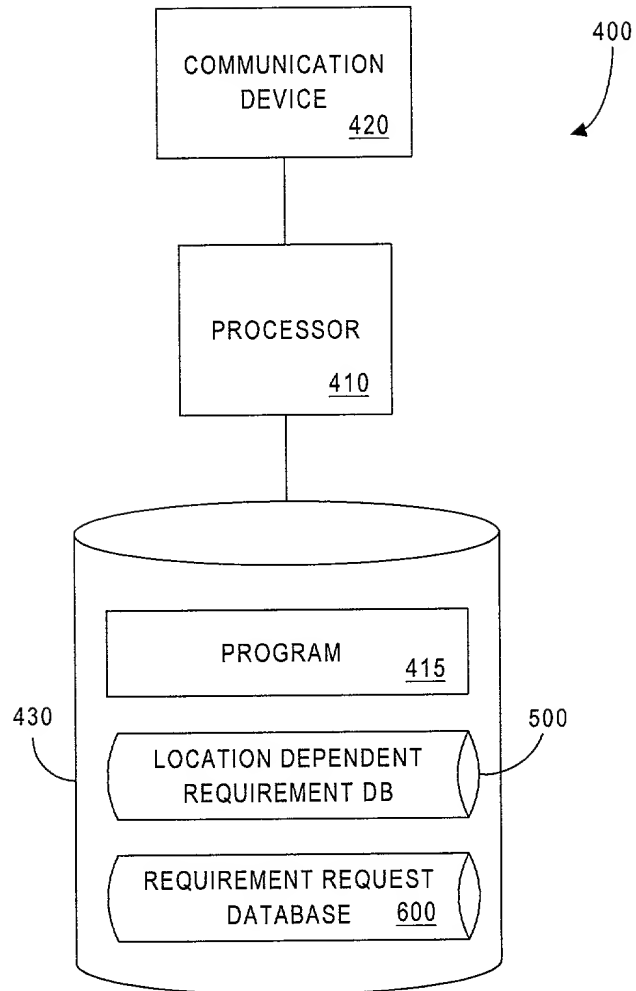 400
COMMUNICATION
DEVICE
420
PROCESSOR
410
PROGRAM
415
430
500
LOCATION DEPENDENT
REQUIREMENT DB
REQUIREMENT REQUEST
DATABASE 600